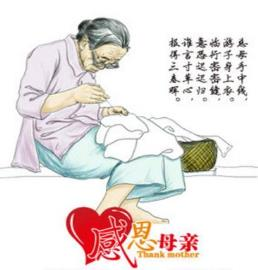 慈母手中线，
游子身上衣。
临行密密缝，
意恐迟迟归。
谁言寸草心，
报得三春晖。
感恩母亲
Thank mother